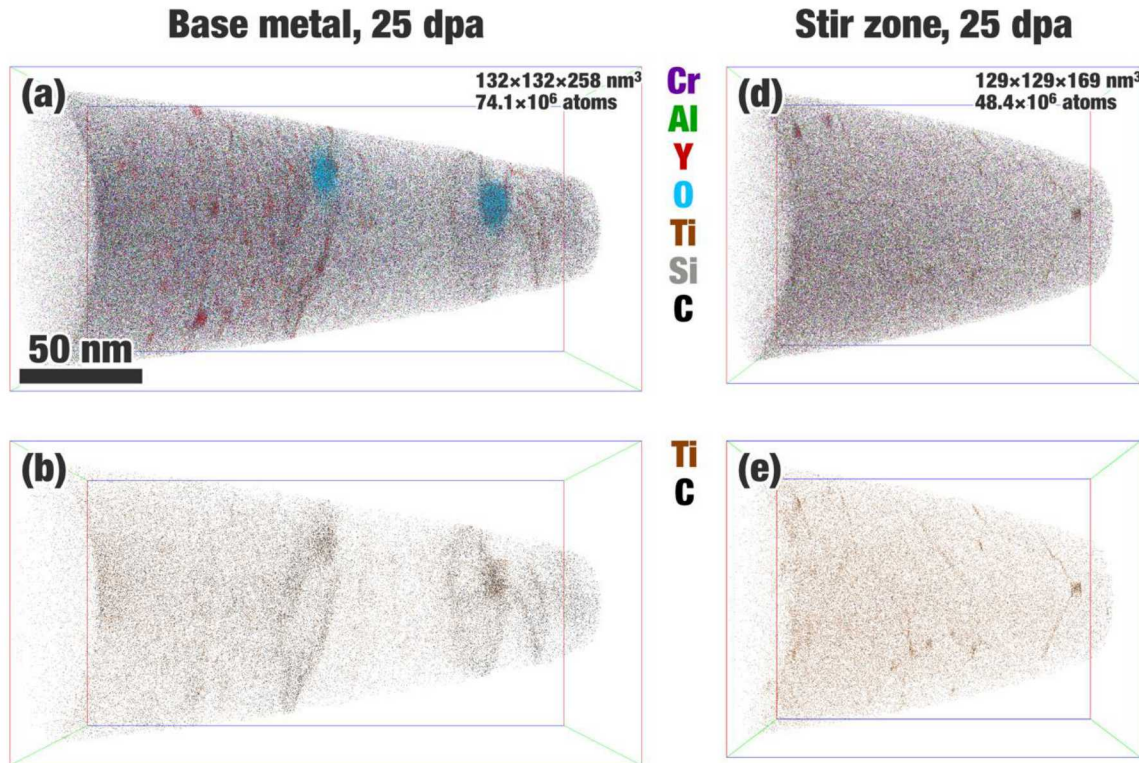 Base metal, 25 dpa
Stir zone, 25 dpa
(a)
132×132×258 nm³
74.1×10⁶ atoms
50 nm
Cr
Al
Y
O
Ti
Si
C
(d)
129×129×169 nm³
48.4×10⁶ atoms
(b)
Ti
C
(e)